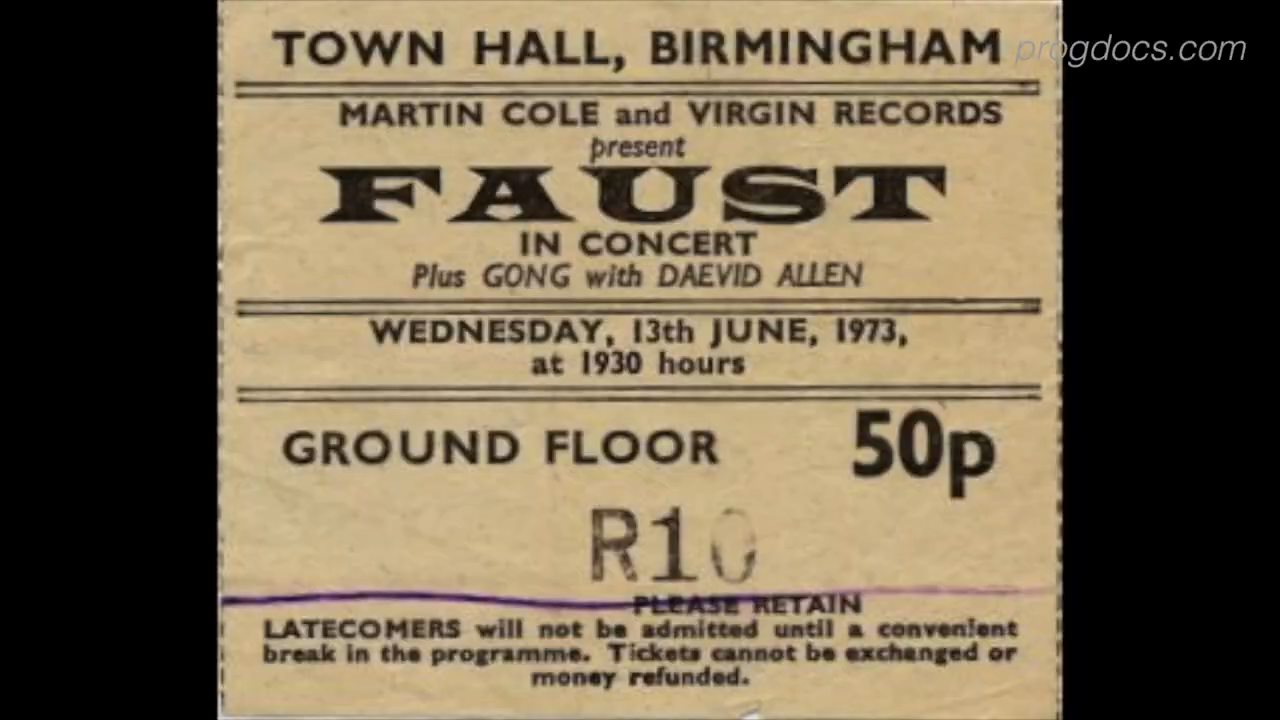 TOWN HALL, BIRMINGHAM
progdocs.com
MARTIN COLE and VIRGIN RECORDS
present
FAUST
IN CONCERT
Plus GONG with DAEVID ALLEN
WEDNESDAY, 13th JUNE, 1973,
at 1930 hours
GROUND FLOOR 50p
R10
PLEASE RETAIN
LATECOMERS will not be admitted until a convenient
break in the programme. Tickets cannot be exchanged or
money refunded.